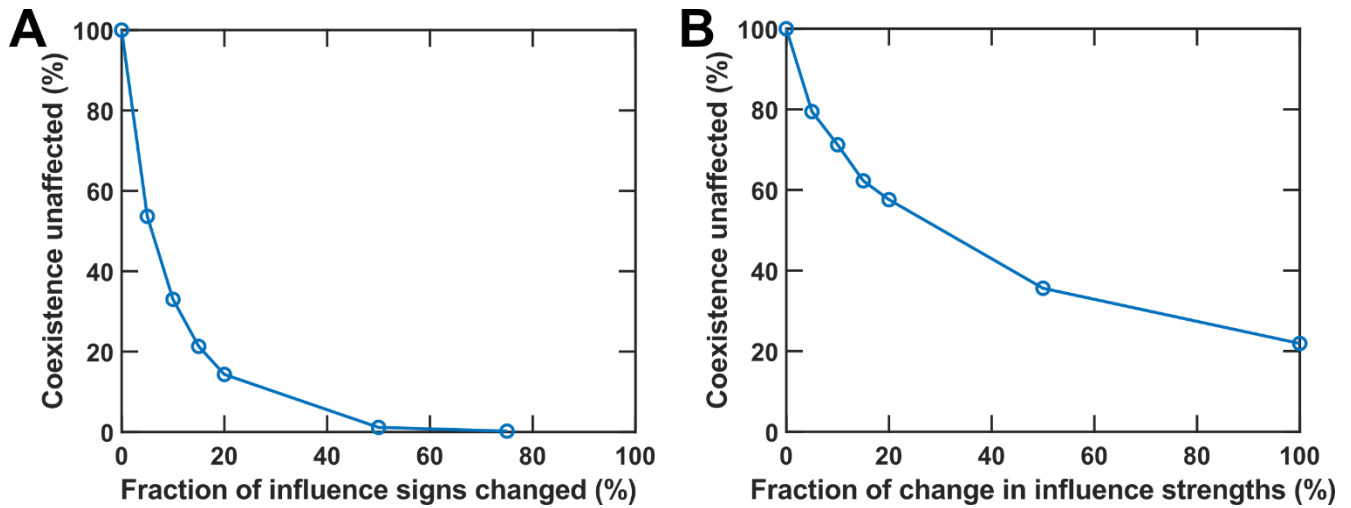 A
Coexistence unaffected (%)
100
80
60
40
20
0
0 20 40 60 80 100
Fraction of influence signs changed (%)
B
Coexistence unaffected (%)
100
80
60
40
20
0
0 20 40 60 80 100
Fraction of change in influence strengths (%)